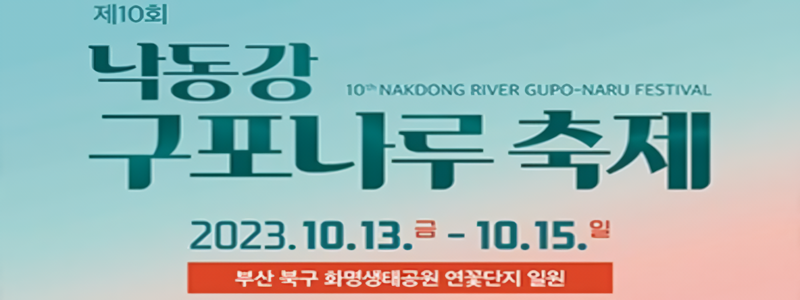 제10회
낙동강
10th NAKDONG RIVER GUPO-NARU FESTIVAL
구포나루 축제
2023.10.13.금 - 10.15.일
부산 북구 화명생태공원 연꽃단지 일원